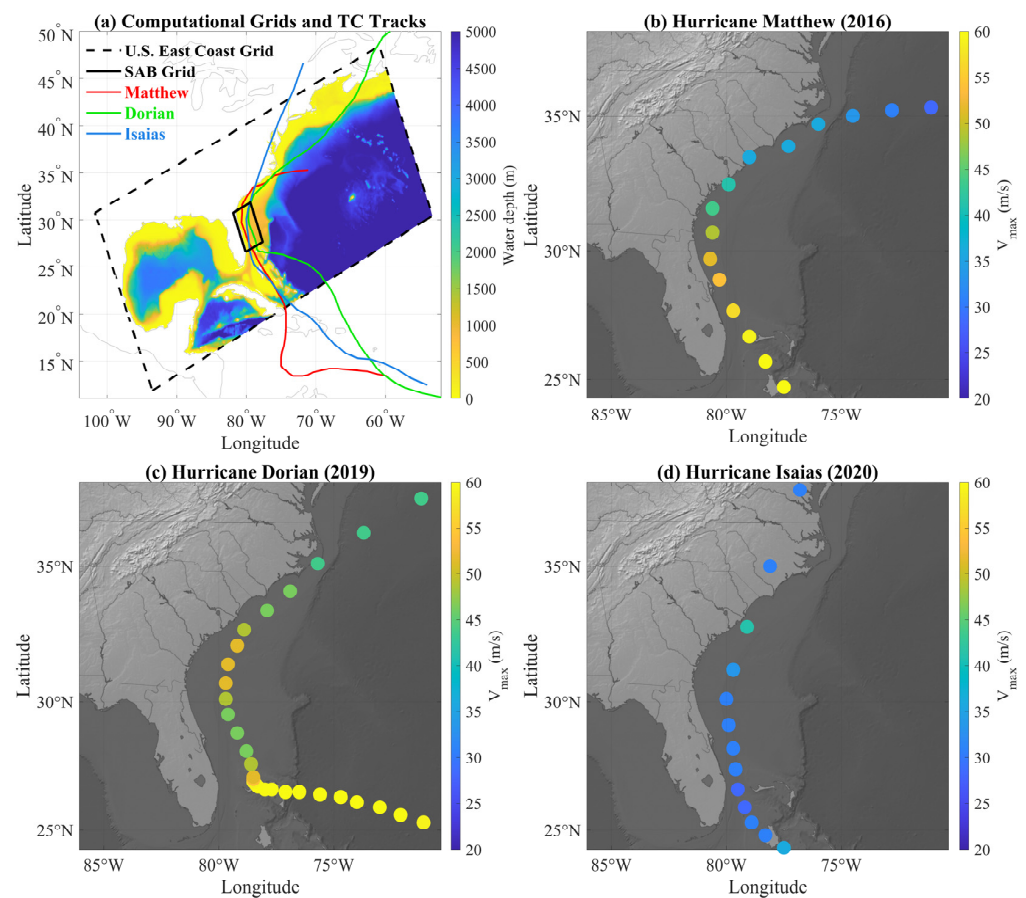 (a) Computational Grids and TC Tracks
50°N
45°N
40°N
35°N
30°N
25°N
20°N
15°N
Latitude
U.S. East Coast Grid
SAB Grid
Matthew
Dorian
Isaias
100°W 90°W 80°W 70°W 60°W
Longitude
5000
4500
4000
3500
3000
2500
2000
1500
1000
500
0
Water depth (m)
(b) Hurricane Matthew (2016)
35°N
30°N
25°N
Latitude
85°W 80°W 75°W
Longitude
60
55
50
45
40
35
30
25
20
Vmax (m/s)
(c) Hurricane Dorian (2019)
35°N
30°N
25°N
Latitude
85°W 80°W 75°W
Longitude
60
55
50
45
40
35
30
25
20
Vmax (m/s)
(d) Hurricane Isaias (2020)
35°N
30°N
25°N
Latitude
85°W 80°W 75°W
Longitude
60
55
50
45
40
35
30
25
20
Vmax (m/s)